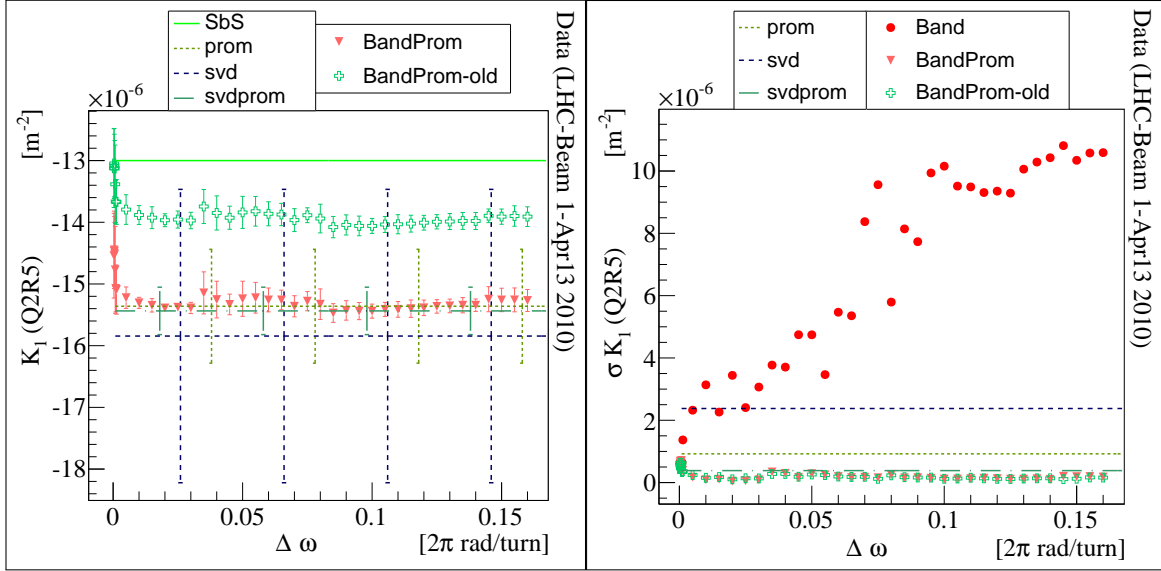 SbS
prom
svd
svdprom
BandProm
BandProm-old
×10⁻⁶
[m⁻²]
K₁ (Q2R5)
-13
-14
-15
-16
-17
-18
0
0.05
0.1
0.15
Δ ω
[2π rad/turn]
Data (LHC-Beam 1-Apr13 2010)
prom
svd
svdprom
Band
BandProm
BandProm-old
×10⁻⁶
[m⁻²]
σ K₁ (Q2R5)
10
8
6
4
2
0
0
0.05
0.1
0.15
Δ ω
[2π rad/turn]
Data (LHC-Beam 1-Apr13 2010)